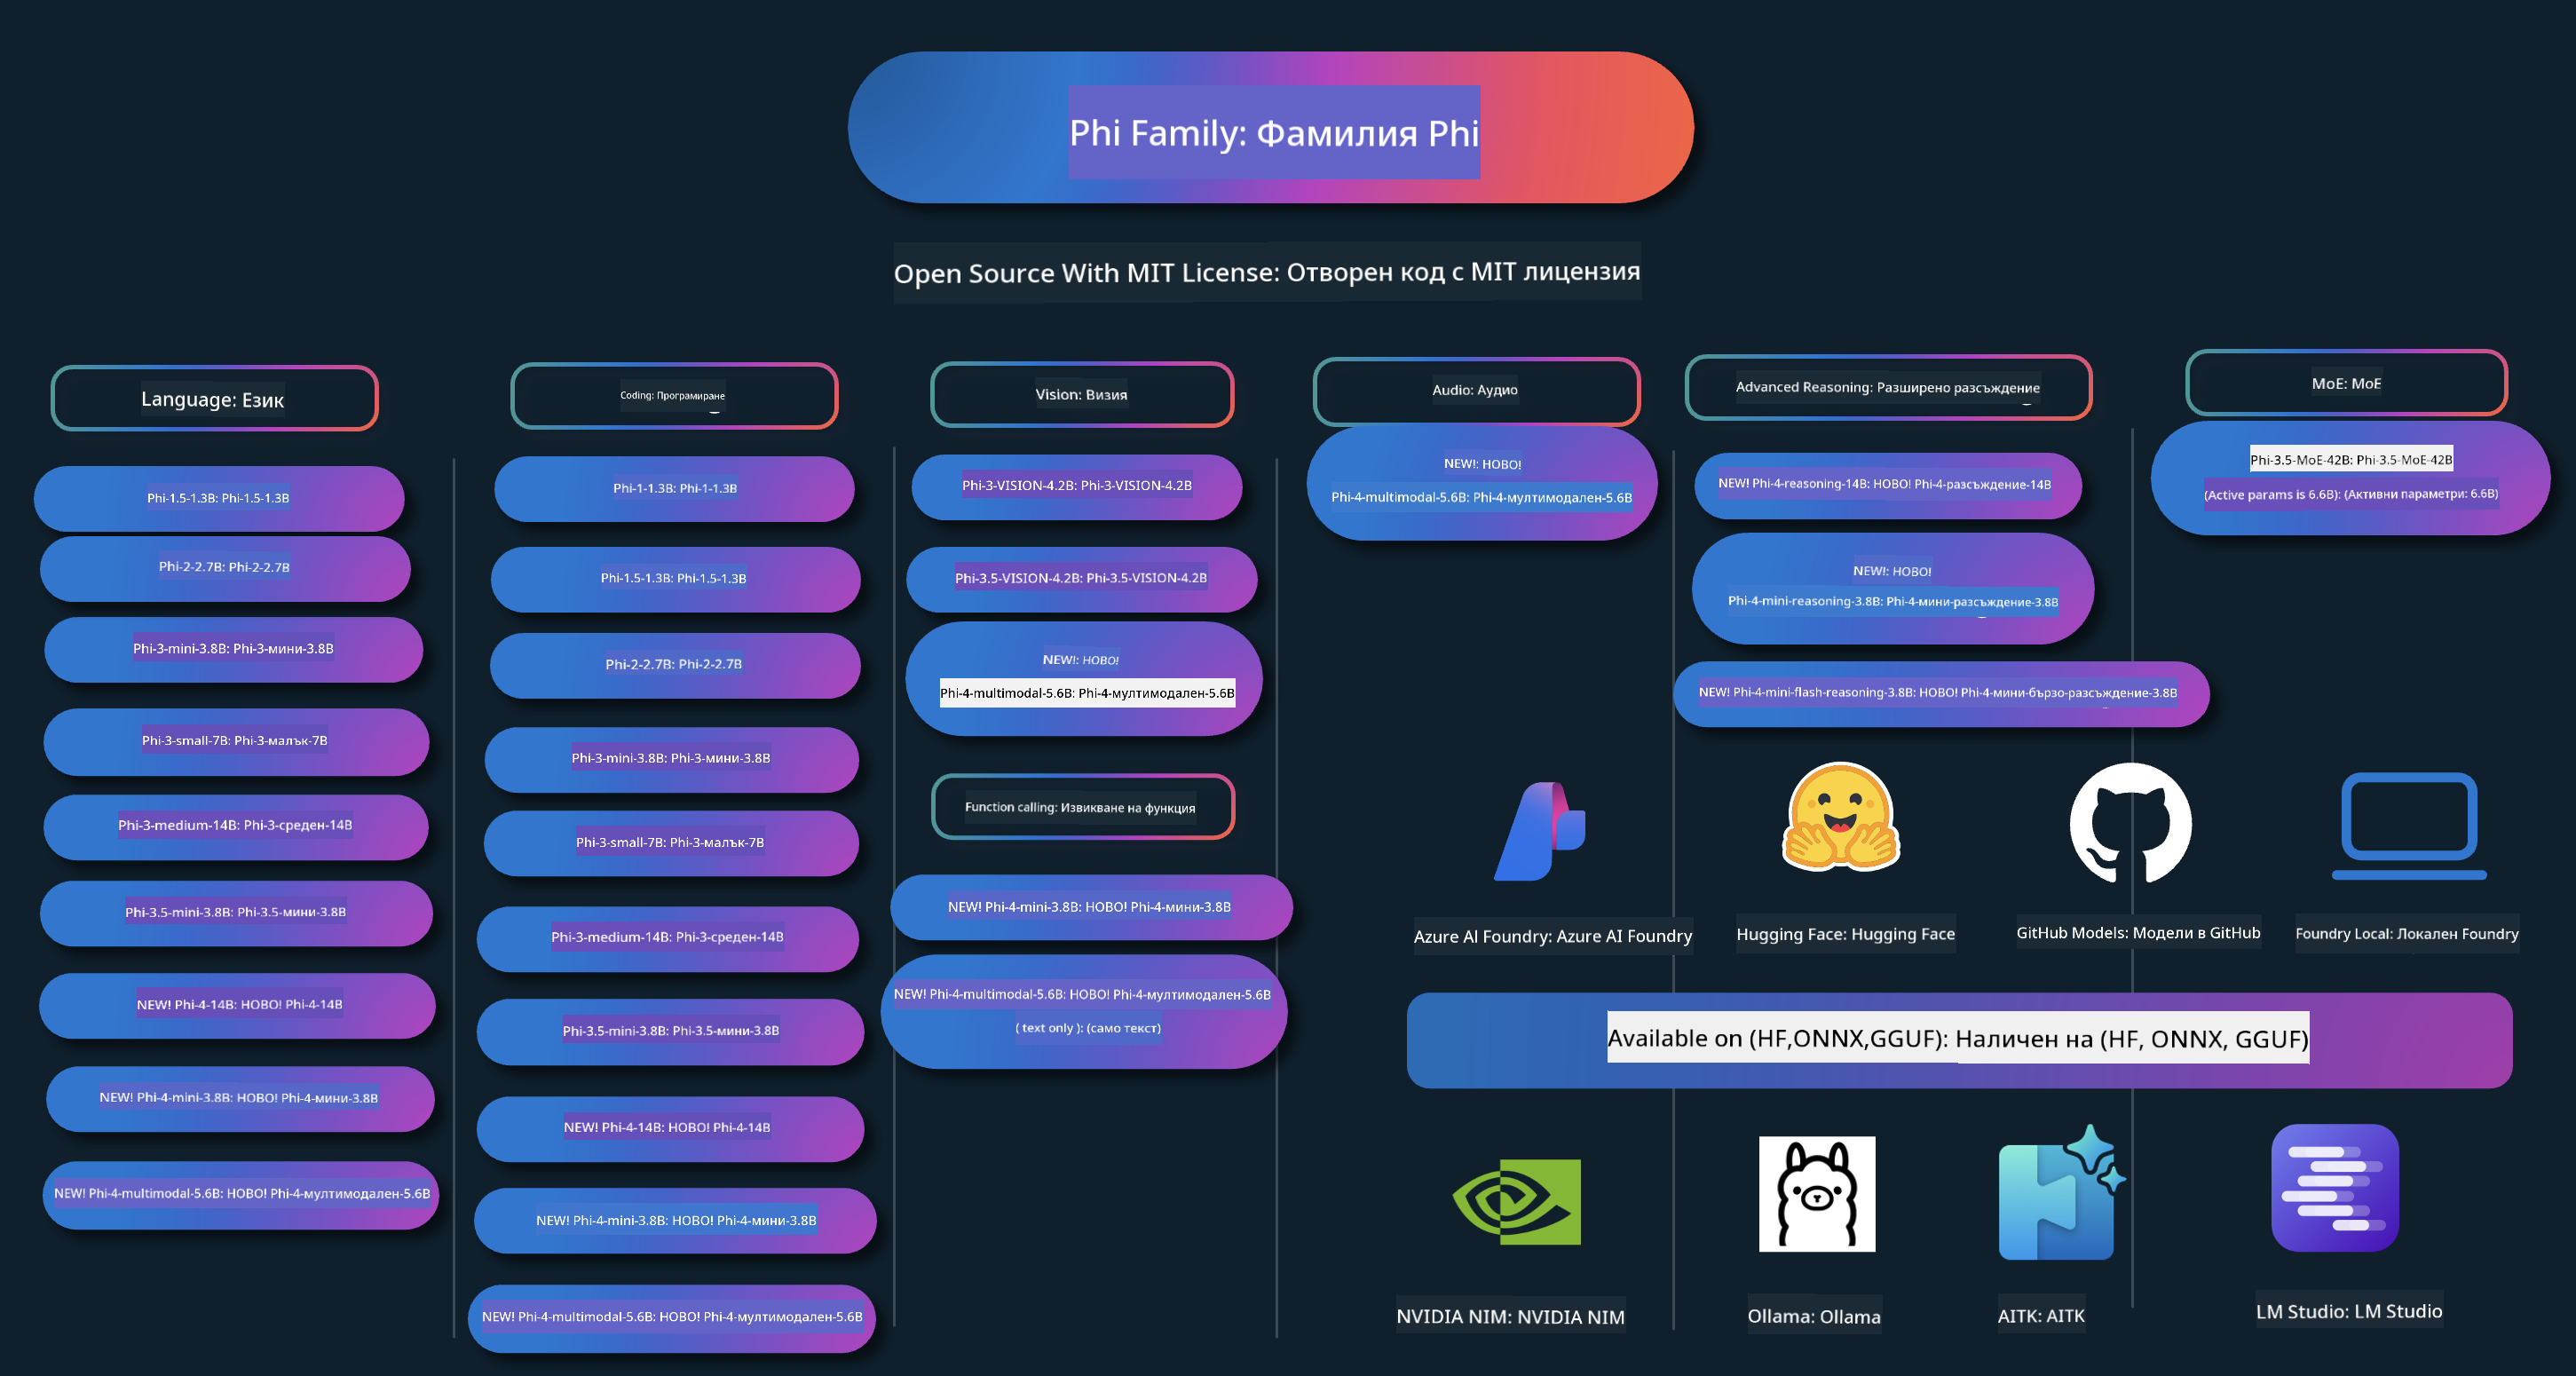 Phi Family: Фамилия Phi
Open Source With MIT License: Отворен код с MIT лицензия
Language: Език
Phi-1.5-1.3B: Phi-1.5-1.3B
Phi-2-2.7B: Phi-2-2.7B
Phi-3-mini-3.8B: Phi-3-мини-3.8B
Phi-3-small-7B: Phi-3-малък-7B
Phi-3-medium-14B: Phi-3-среден-14B
Phi-3.5-mini-3.8B: Phi-3.5-мини-3.8B
NEW! Phi-4-14B: НОВО! Phi-4-14B
NEW! Phi-4-mini-3.8B: НОВО! Phi-4-мини-3.8B
NEW! Phi-4-multimodal-5.6B: НОВО! Phi-4-мултимодален-5.6B
Coding: Програмиране
Phi-1-1.3B: Phi-1-1.3B
Phi-1.5-1.3B: Phi-1.5-1.3B
Phi-2-2.7B: Phi-2-2.7B
Phi-3-mini-3.8B: Phi-3-мини-3.8B
Phi-3-small-7B: Phi-3-малък-7B
Phi-3-medium-14B: Phi-3-среден-14B
Phi-3.5-mini-3.8B: Phi-3.5-мини-3.8B
NEW! Phi-4-14B: НОВО! Phi-4-14B
NEW! Phi-4-mini-3.8B: НОВО! Phi-4-мини-3.8B
NEW! Phi-4-multimodal-5.6B: НОВО! Phi-4-мултимодален-5.6B
Vision: Визия
Phi-3-VISION-4.2B: Phi-3-VISION-4.2B
Phi-3.5-VISION-4.2B: Phi-3.5-VISION-4.2B
NEW!: НОВО!
Phi-4-multimodal-5.6B: Phi-4-мултимодален-5.6B
Function calling: Извикване на функция
NEW! Phi-4-mini-3.8B: НОВО! Phi-4-мини-3.8B
NEW! Phi-4-multimodal-5.6B: НОВО! Phi-4-мултимодален-5.6B
( text only ): (само текст)
Audio: Аудио
NEW!: НОВО!
Phi-4-multimodal-5.6B: Phi-4-мултимодален-5.6B
Advanced Reasoning: Разширено разсъждение
NEW! Phi-4-reasoning-14B: НОВО! Phi-4-разсъждение-14B
NEW!: НОВО!
Phi-4-mini-reasoning-3.8B: Phi-4-мини-разсъждение-3.8B
NEW! Phi-4-mini-flash-reasoning-3.8B: НОВО! Phi-4-мини-бързо-разсъждение-3.8B
MoE: MoE
Phi-3.5-MoE-42B: Phi-3.5-MoE-42B
(Active params is 6.6B): (Активни параметри: 6.6B)
Azure Al Foundry: Azure AI Foundry
Hugging Face: Hugging Face
GitHub Models: Модели в GitHub
Foundry Local: Локален Foundry
Available on (HF,ONNX,GGUF): Наличен на (HF, ONNX, GGUF)
NVIDIA NIM: NVIDIA NIM
Ollama: Ollama
AITK: AITK
LM Studio: LM Studio